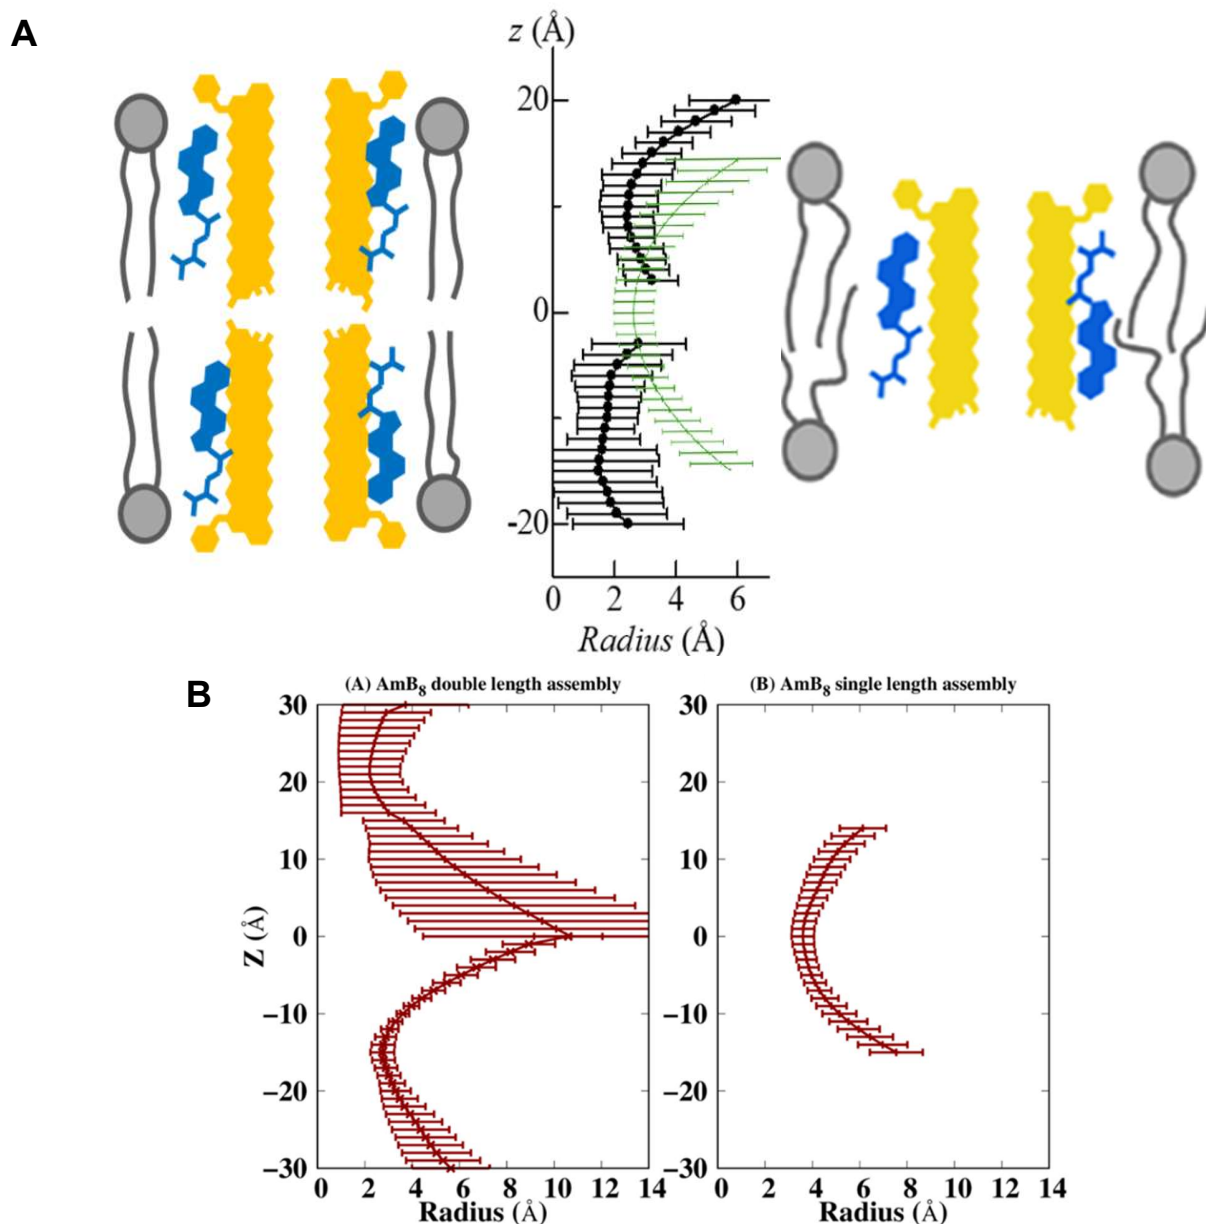 A
z (Å)
20
0
-20
0 2 4 6
Radius (Å)
B
(A) AmB8 double length assembly
(B) AmB8 single length assembly
30
20
10
0
−10
−20
−30
Z (Å)
0 2 4 6 8 10 12 14
Radius (Å)
30
20
10
0
−10
−20
−30
0 2 4 6 8 10 12 14
Radius (Å)